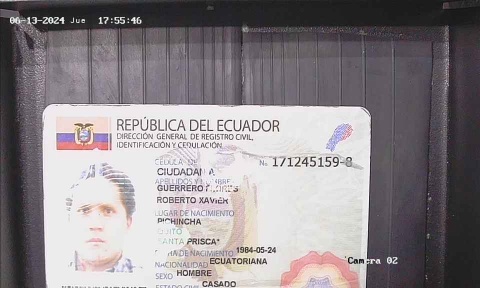 06-13-2024 Jue 17:55:46
REPÚBLICA DEL ECUADOR
DIRECCIÓN GENERAL DE REGISTRO CIVIL,
IDENTIFICACIÓN Y CEDULACIÓN
CÉDULA DE No. 171245159-8
CIUDADANÍA
APELLIDOS Y NOMBRES
GUERRERO FLORES
ROBERTO XAVIER
LUGAR DE NACIMIENTO
PICHINCHA
QUITO
SANTA PRISCA*
FECHA DE NACIMIENTO 1984-05-24
NACIONALIDAD ECUATORIANA
SEXO HOMBRE
ESTADO CIVIL CASADO
Camera 02